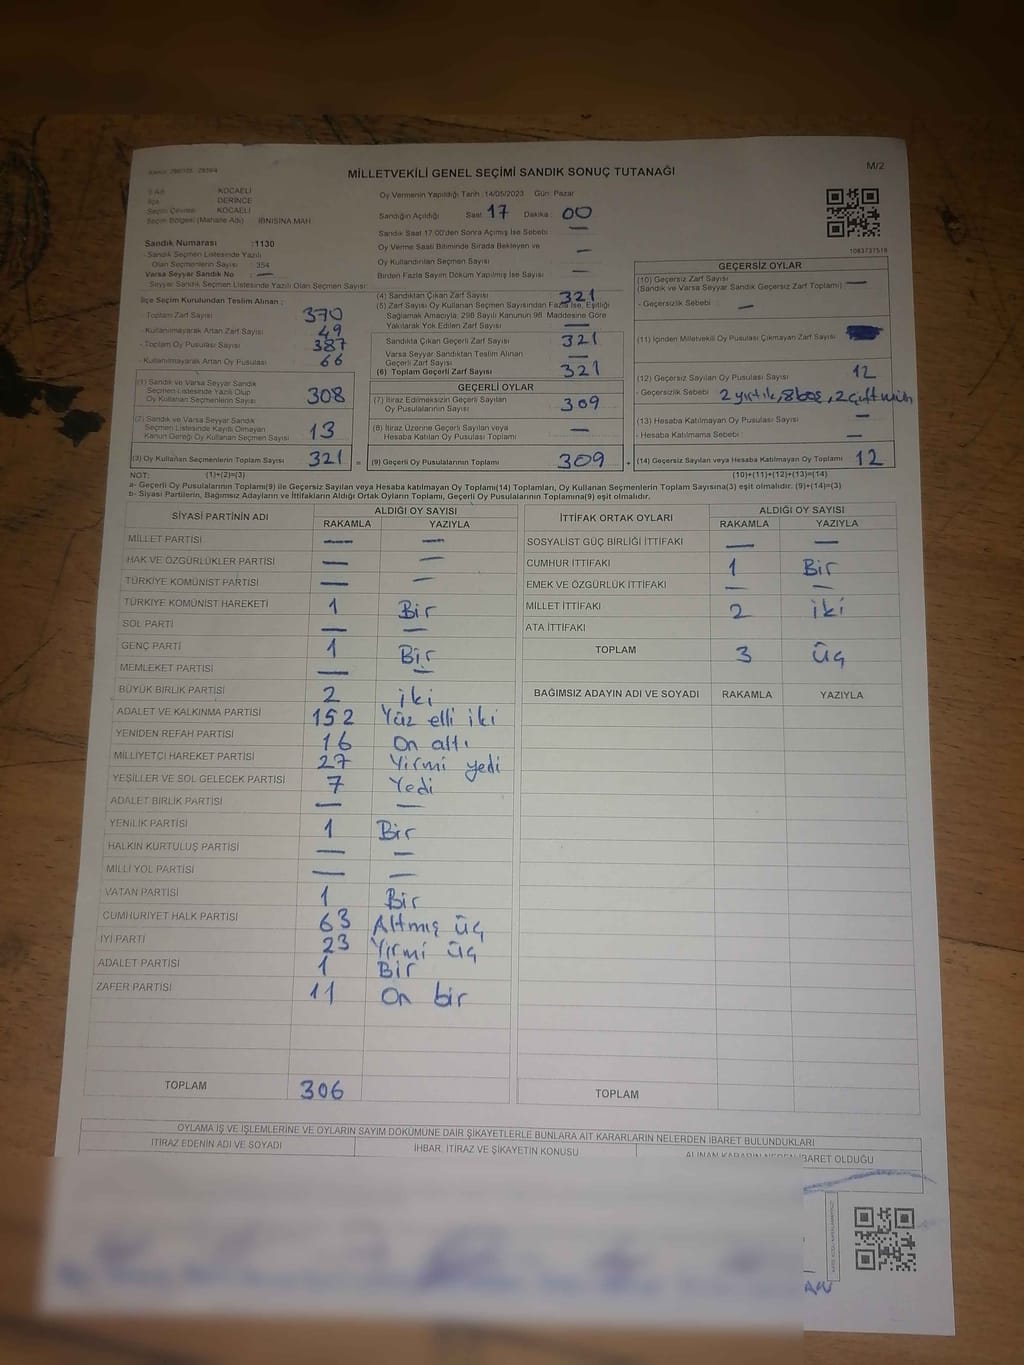 MİLLETVEKİLİ GENEL SEÇİMİ SANDIK SONUÇ TUTANAĞI
M/2
İl Adı KOCAELİ
İlçe DERİNCE
Seçim Çevresi KOCAELİ
Seçim Bölgesi (Mahalle Adı) İBNİSİNA MAH
Sandık Numarası :1130
- Sandık Seçmen Listesinde Yazılı
Olan Seçmenlerin Sayısı : 354
Varsa Seyyar Sandık No : —
Seyyar Sandık Seçmen Listesinde Yazılı Olan Seçmen Sayısı
Oy Vermenin Yapıldığı Tarih : 14/05/2023 Gün: Pazar
Sandığın Açıldığı Saat: 17 Dakika : 00
Sandık Saat 17:00'den Sonra Açılmış İse Sebebi —
Oy Verme Saati Bitiminde Sırada Bekleyen ve
Oy Kullandırılan Seçmen Sayısı —
Birden Fazla Sayım Döküm Yapılmış İse Sayısı —
1083737518
İlçe Seçim Kurulundan Teslim Alınan :
- Toplam Zarf Sayısı 370
- Kullanılmayarak Artan Zarf Sayısı 49
- Toplam Oy Pusulası Sayısı 387
- Kullanılmayarak Artan Oy Pusulası 66
(1) Sandık ve Varsa Seyyar Sandık
Seçmen Listesinde Yazılı Olup
Oy Kullanan Seçmenlerin Sayısı 308
(2) Sandık ve Varsa Seyyar Sandık
Seçmen Listesinde Kayıtlı Olmayan
Kanun Gereği Oy Kullanan Seçmen Sayısı 13
(3) Oy Kullanan Seçmenlerin Toplam Sayısı 321 =
(4) Sandıktan Çıkan Zarf Sayısı 321
(5) Zarf Sayısı Oy Kullanan Seçmen Sayısından Fazla İse, Eşitliği
Sağlamak Amacıyla, 298 Sayılı Kanunun 98. Maddesine Göre
Yakılarak Yok Edilen Zarf Sayısı —
Sandıkta Çıkan Geçerli Zarf Sayısı 321
Varsa Seyyar Sandıktan Teslim Alınan
Geçerli Zarf Sayısı —
(6) Toplam Geçerli Zarf Sayısı 321
GEÇERLİ OYLAR
(7) İtiraz Edilmeksizin Geçerli Sayılan
Oy Pusulalarının Sayısı 309
(8) İtiraz Üzerine Geçerli Sayılan veya
Hesaba Katılan Oy Pusulası Toplamı —
(9) Geçerli Oy Pusulalarının Toplamı 309 +
GEÇERSİZ OYLAR
(10) Geçersiz Zarf Sayısı
(Sandık ve Varsa Seyyar Sandık Geçersiz Zarf Toplamı) —
- Geçersizlik Sebebi : —
(11) İçinden Milletvekili Oy Pusulası Çıkmayan Zarf Sayısı
(12) Geçersiz Sayılan Oy Pusulası Sayısı 12
- Geçersizlik Sebebi : 2 yırtık, 8 boş, 2 çift
(13) Hesaba Katılmayan Oy Pusulası Sayısı —
- Hesaba Katılmama Sebebi : —
(14) Geçersiz Sayılan veya Hesaba Katılmayan Oy Toplamı 12
NOT: (1)+(2)=(3) (10)+(11)+(12)+(13)=(14)
a- Geçerli Oy Pusulalarının Toplamı(9) ile Geçersiz Sayılan veya Hesaba katılmayan Oy Toplamı(14) Toplamları, Oy Kullanan Seçmenlerin Toplam Sayısına(3) eşit olmalıdır. (9)+(14)=(3)
b- Siyasi Partilerin, Bağımsız Adayların ve İttifakların Aldığı Ortak Oyların Toplamı, Geçerli Oy Pusulalarının Toplamına(9) eşit olmalıdır.
SİYASİ PARTİNİN ADI ALDIĞI OY SAYISI
RAKAMLA YAZIYLA
MİLLET PARTİSİ — —
HAK VE ÖZGÜRLÜKLER PARTİSİ — —
TÜRKİYE KOMÜNİST PARTİSİ — —
TÜRKİYE KOMÜNİST HAREKETİ 1 Bir
SOL PARTİ — —
GENÇ PARTİ 1 Bir
MEMLEKET PARTİSİ — —
BÜYÜK BİRLİK PARTİSİ 2 iki
ADALET VE KALKINMA PARTİSİ 152 Yüz elli iki
YENİDEN REFAH PARTİSİ 16 On altı
MİLLİYETÇİ HAREKET PARTİSİ 27 Yirmi yedi
YEŞİLLER VE SOL GELECEK PARTİSİ 7 Yedi
ADALET BİRLİK PARTİSİ — —
YENİLİK PARTİSİ 1 Bir
HALKIN KURTULUŞ PARTİSİ — —
MİLLİ YOL PARTİSİ — —
VATAN PARTİSİ 1 Bir
CUMHURİYET HALK PARTİSİ 63 Altmış üç
İYİ PARTİ 23 Yirmi üç
ADALET PARTİSİ 1 Bir
ZAFER PARTİSİ 11 On bir
TOPLAM 306
İTTİFAK ORTAK OYLARI ALDIĞI OY SAYISI
RAKAMLA YAZIYLA
SOSYALİST GÜÇ BİRLİĞİ İTTİFAKI — —
CUMHUR İTTİFAKI 1 Bir
EMEK VE ÖZGÜRLÜK İTTİFAKI — —
MİLLET İTTİFAKI 2 iki
ATA İTTİFAKI
TOPLAM 3 üç
BAĞIMSIZ ADAYIN ADI VE SOYADI RAKAMLA YAZIYLA
TOPLAM
OYLAMA İŞ VE İŞLEMLERİNE VE OYLARIN SAYIM DÖKÜMÜNE DAİR ŞİKAYETLERLE BUNLARA AİT KARARLARIN NELERDEN İBARET BULUNDUKLARI
İTİRAZ EDENİN ADI VE SOYADI
İHBAR, İTİRAZ VE ŞİKAYETİN KONUSU
ALINAN KARARIN NEDEN İBARET OLDUĞU